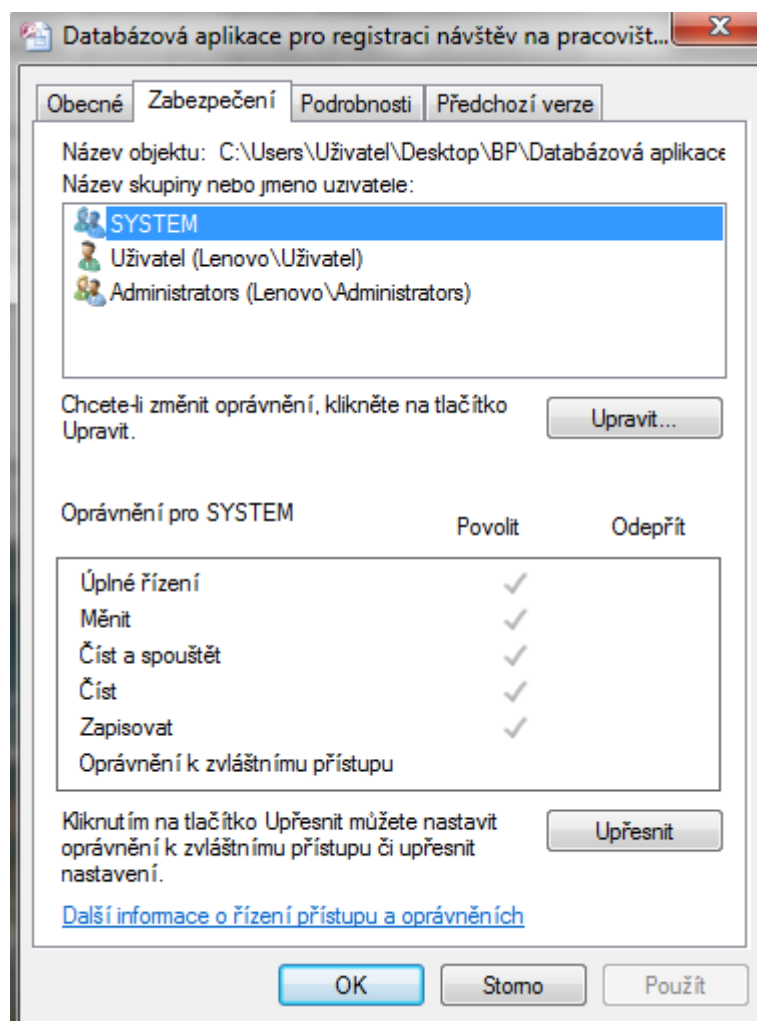 Databázová aplikace pro registraci návštěv na pracovišt...
Obecné Zabezpečení Podrobnosti Předchozí verze
Název objektu: C:\Users\Uživatel\Desktop\BP\Databázová aplikace
Název skupiny nebo jméno uživatele:
SYSTEM
Uživatel (Lenovo\Uživatel)
Administrators (Lenovo\Administrators)
Chcete-li změnit oprávnění, klikněte na tlačítko
Upravit.
Upravit...
Oprávnění pro SYSTEM
Povolit Odepřít
Úplné řízení
Měnit
Číst a spouštět
Číst
Zapisovat
Oprávnění k zvláštnímu přístupu
Kliknutím na tlačítko Upřesnit můžete nastavit
oprávnění k zvláštnímu přístupu či upřesnit
nastavení.
Upřesnit
Další informace o řízení přístupu a oprávněních
OK Storno Použít